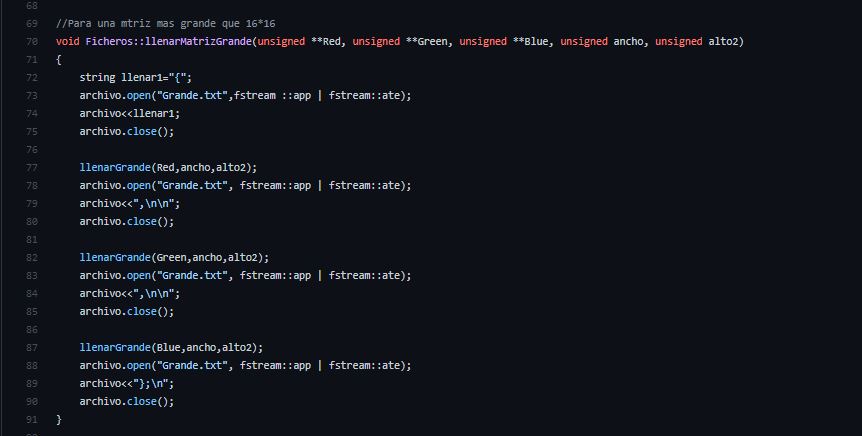 68
69 //Para una mtriz mas grande que 16*16
70 void Ficheros::llenarMatrizGrande(unsigned **Red, unsigned **Green, unsigned **Blue, unsigned ancho, unsigned alto2)
71 {
72 string llenar1="{";
73 archivo.open("Grande.txt",fstream ::app | fstream::ate);
74 archivo<<llenar1;
75 archivo.close();
76
77 llenarGrande(Red,ancho,alto2);
78 archivo.open("Grande.txt", fstream::app | fstream::ate);
79 archivo<<",\n\n";
80 archivo.close();
81
82 llenarGrande(Green,ancho,alto2);
83 archivo.open("Grande.txt", fstream::app | fstream::ate);
84 archivo<<",\n\n";
85 archivo.close();
86
87 llenarGrande(Blue,ancho,alto2);
88 archivo.open("Grande.txt", fstream::app | fstream::ate);
89 archivo<<"};\n";
90 archivo.close();
91 }